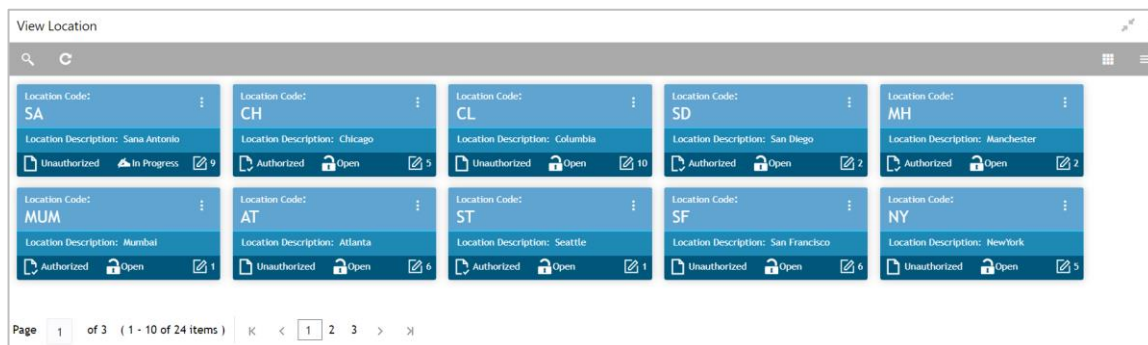 View Location
Location Code: Location Code: Location Code: Location Code: Location Code:
SA CH CL SD MH
Location Description: Sana Antonio Location Description: Chicago Location Description: Columbia Location Description: San Diego Location Description: Manchester
Unauthorized In Progress 9 Authorized Open 5 Unauthorized Open 10 Authorized Open 2 Authorized Open 2
Location Code: Location Code: Location Code: Location Code: Location Code:
MUM AT ST SF NY
Location Description: Mumbai Location Description: Atlanta Location Description: Seattle Location Description: San Francisco Location Description: NewYork
Authorized Open 1 Unauthorized Open 6 Authorized Open 1 Unauthorized Open 6 Unauthorized Open 5
Page 1 of 3 ( 1 - 10 of 24 items ) 1 2 3